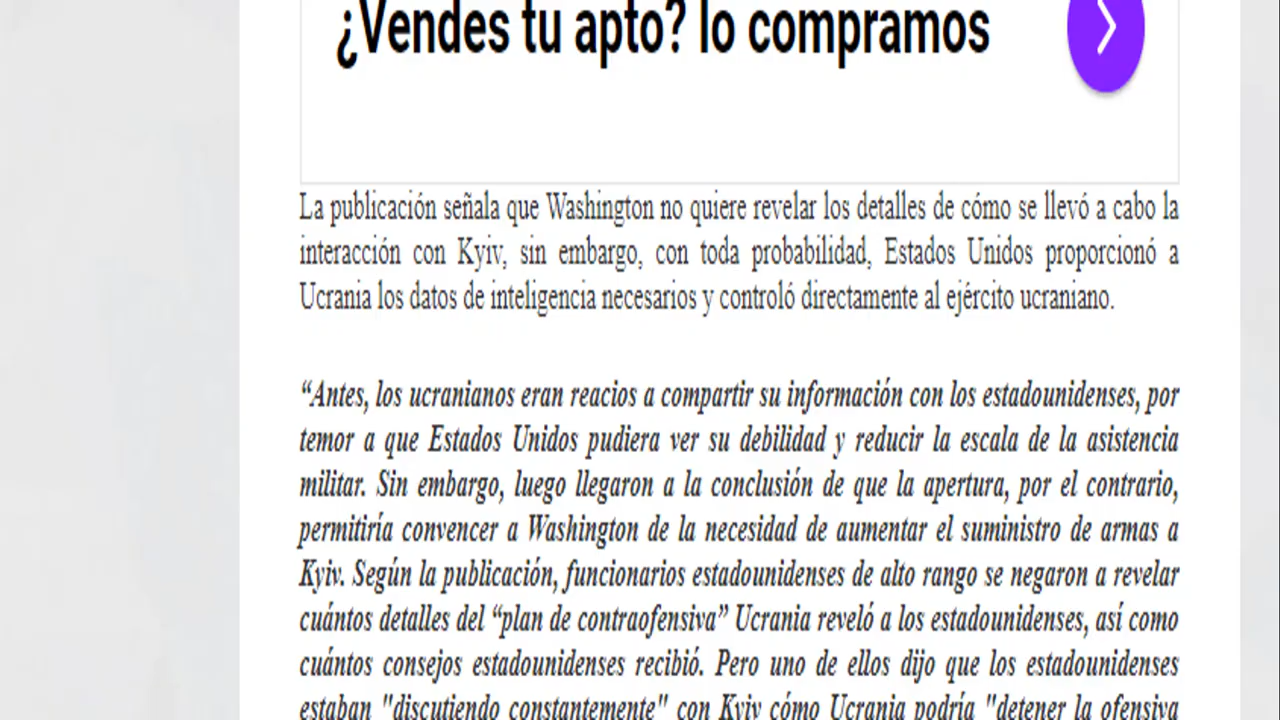 ¿Vendes tu apto? lo compramos
La publicación señala que Washington no quiere revelar los detalles de cómo se llevó a cabo la
interacción con Kyiv, sin embargo, con toda probabilidad, Estados Unidos proporcionó a
Ucrania los datos de inteligencia necesarios y controló directamente al ejército ucraniano.
“Antes, los ucranianos eran reacios a compartir su información con los estadounidenses, por
temor a que Estados Unidos pudiera ver su debilidad y reducir la escala de la asistencia
militar. Sin embargo, luego llegaron a la conclusión de que la apertura, por el contrario,
permitiría convencer a Washington de la necesidad de aumentar el suministro de armas a
Kyiv. Según la publicación, funcionarios estadounidenses de alto rango se negaron a revelar
cuántos detalles del “plan de contraofensiva” Ucrania reveló a los estadounidenses, así como
cuántos consejos estadounidenses recibió. Pero uno de ellos dijo que los estadounidenses
estaban "discutiendo constantemente" con Kyiv cómo Ucrania podría "detener la ofensiva